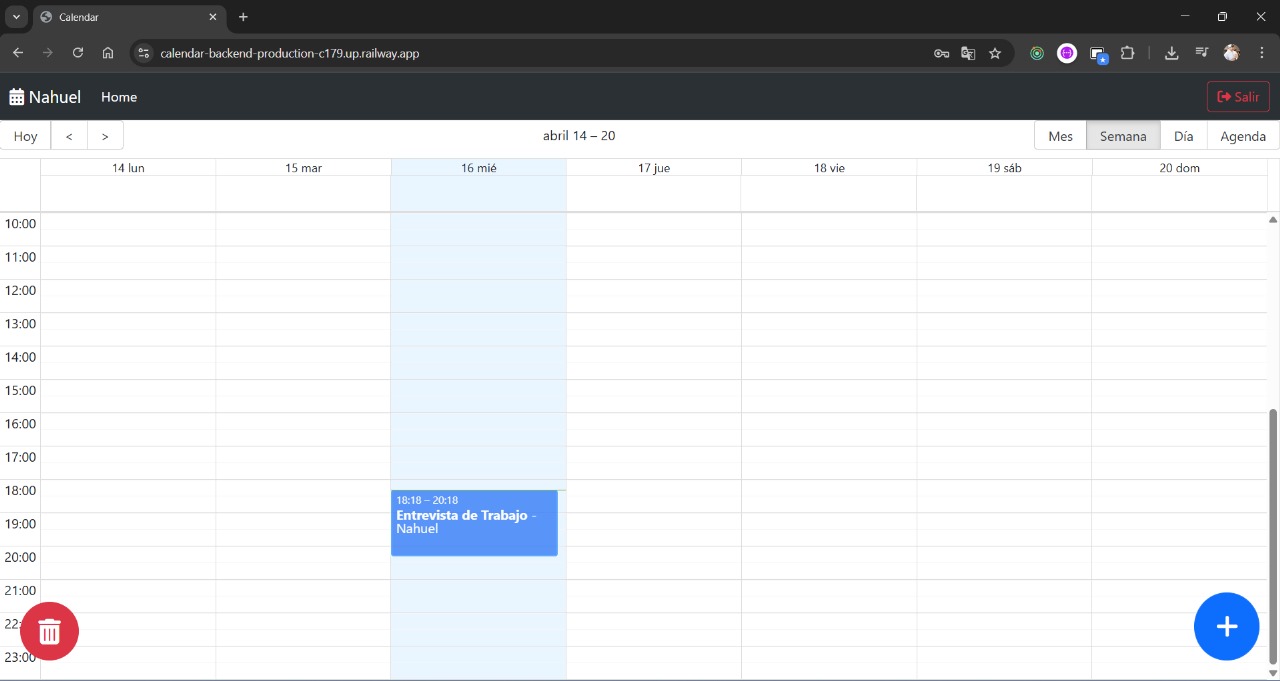 Calendar
calendar-backend-production-c179.up.railway.app
Nahuel Home Salir
Hoy < > abril 14 – 20 Mes Semana Día Agenda
14 lun 15 mar 16 mié 17 jue 18 vie 19 sáb 20 dom
10:00
11:00
12:00
13:00
14:00
15:00
16:00
17:00
18:00
18:18 – 20:18
Entrevista de Trabajo -
Nahuel
19:00
20:00
21:00
22:
23:00